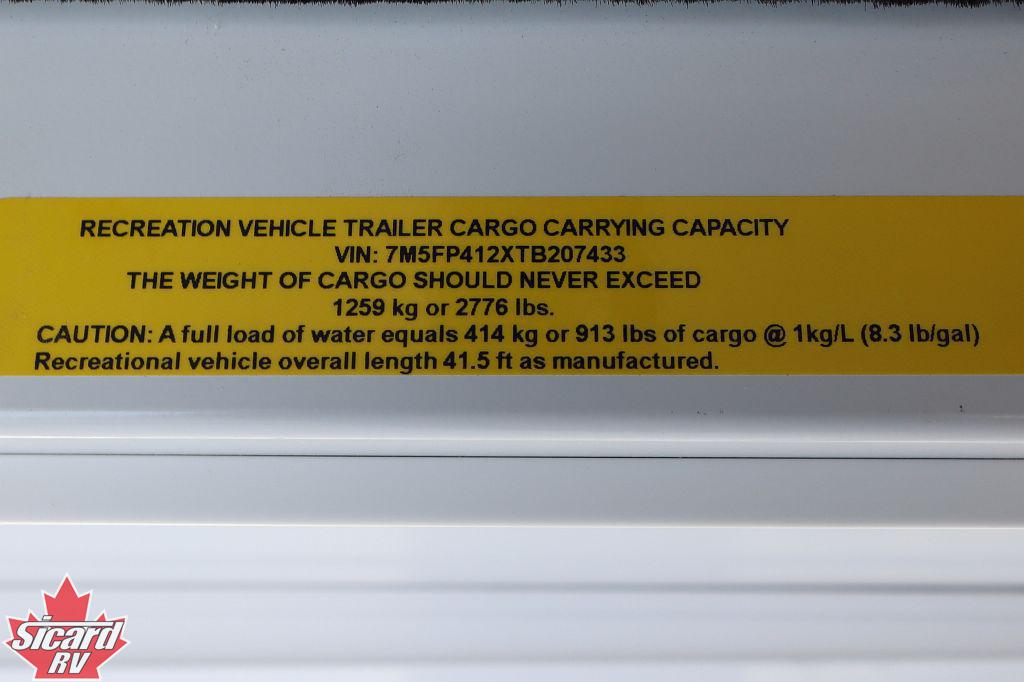 RECREATION VEHICLE TRAILER CARGO CARRYING CAPACITY
VIN: 7M5FP412XTB207433
THE WEIGHT OF CARGO SHOULD NEVER EXCEED
1259 kg or 2776 lbs.
CAUTION: A full load of water equals 414 kg or 913 lbs of cargo @ 1kg/L (8.3 lb/gal)
Recreational vehicle overall length 41.5 ft as manufactured.
Sicard
RV